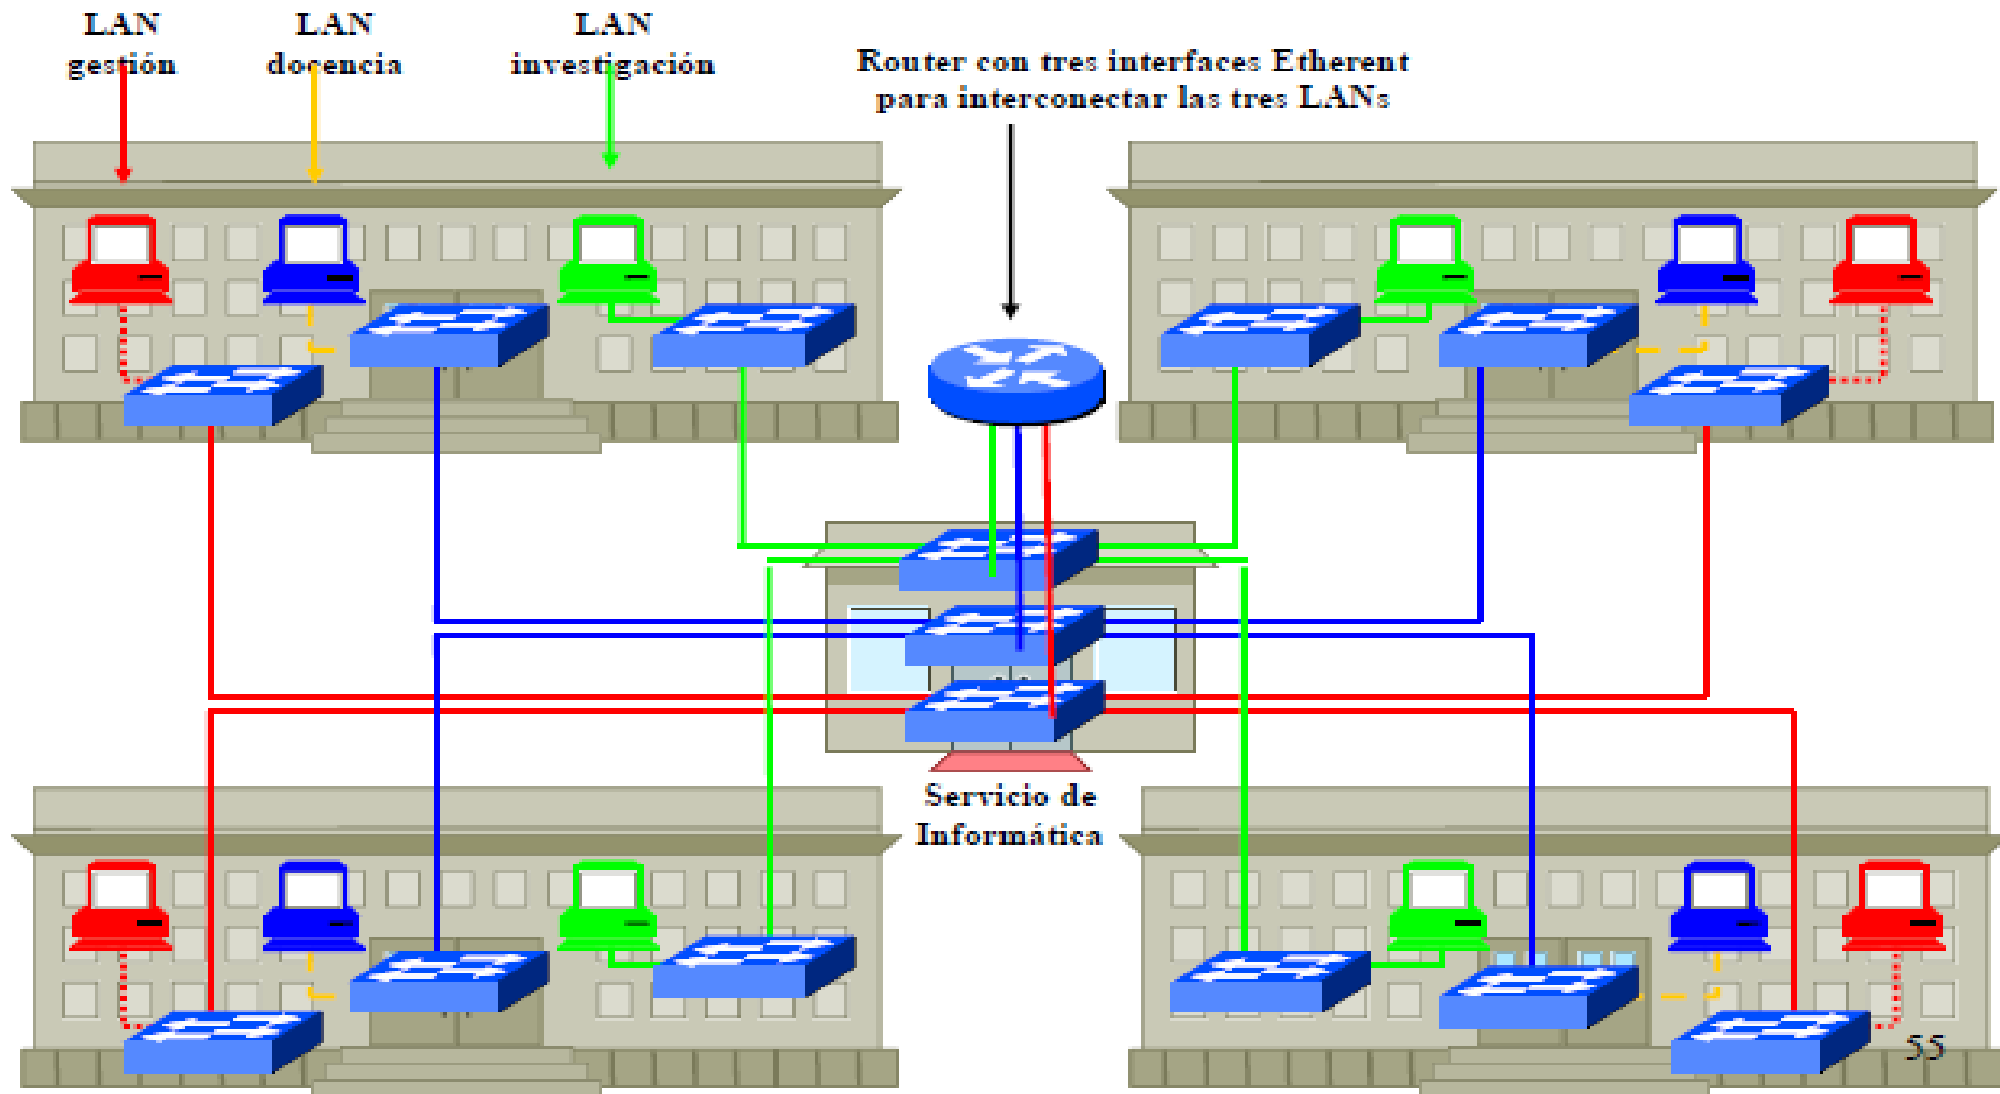 LAN
gestión
LAN
docencia
LAN
investigación
Router con tres interfaces Etherent
para interconectar las tres LANs
Servicio de
Informática
55